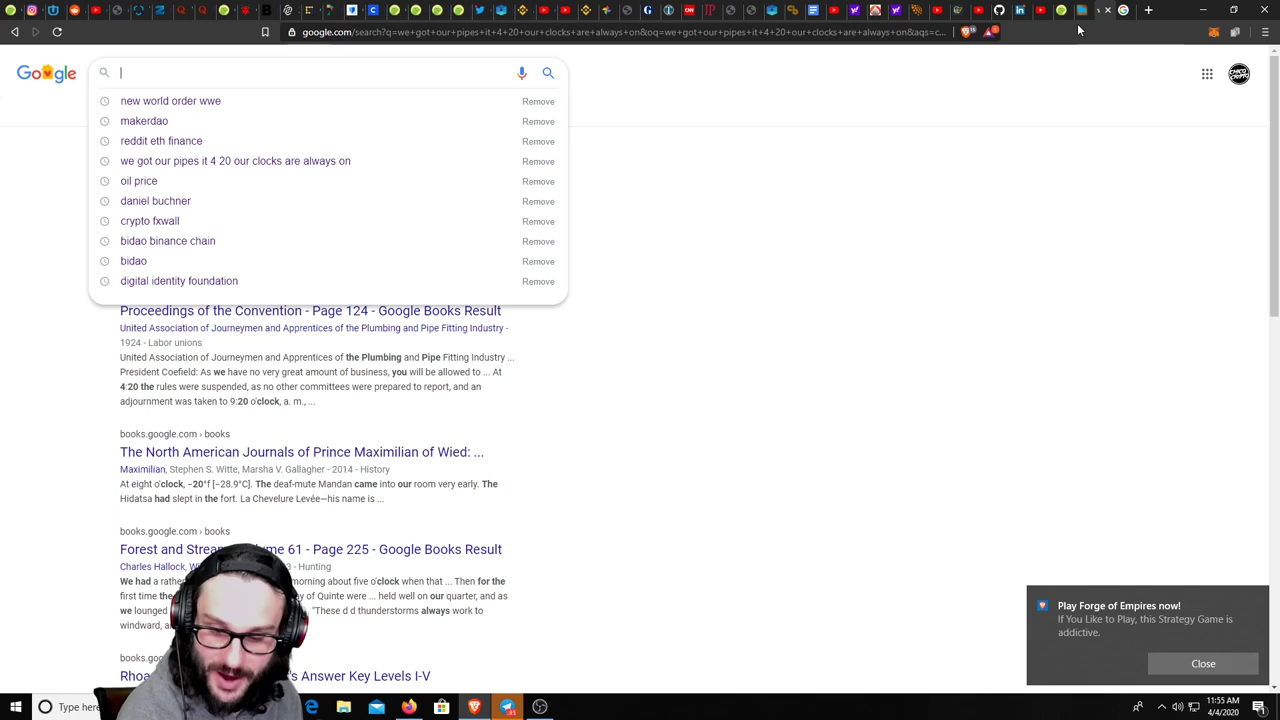 google.com/search?q=we+got+our+pipes+it+4+20+our+clocks+are+always+on&oq=we+got+our+pipes+it+4+20+our+clocks+are+always+on&aqs=c...
Google
new world order wwe Remove
makerdao Remove
reddit eth finance Remove
we got our pipes it 4 20 our clocks are always on Remove
oil price Remove
daniel buchner Remove
crypto fxwall Remove
bidao binance chain Remove
bidao Remove
digital identity foundation Remove
Proceedings of the Convention - Page 124 - Google Books Result
United Association of Journeymen and Apprentices of the Plumbing and Pipe Fitting Industry -
1924 - Labor unions
United Association of Journeymen and Apprentices of the Plumbing and Pipe Fitting Industry ...
President Coefield: As we have no very great amount of business, you will be allowed to ... At
4:20 the rules were suspended, as no other committees were prepared to report, and an
adjournment was taken to 9:20 o'clock, a. m., ...
books.google.com › books
The North American Journals of Prince Maximilian of Wied: ...
Maximilian, Stephen S. Witte, Marsha V. Gallagher - 2014 - History
At eight o'clock, −20°f [−28.9°C]. The deaf-mute Mandan came into our room very early. The
Hidatsa had slept in the fort. La Chevelure Levée—his name is ...
books.google.com › books
Forest and Stream Volume 61 - Page 225 - Google Books Result
Charles Hallock, - Hunting
We had a morning about five o'clock when that ... Then for the
first time of Quinte were ... held well on our quarter, and as
we lounged "These d d thunderstorms always work to
windward,
books.goo
Rhoa 's Answer Key Levels I-V
Play Forge of Empires now!
If You Like to Play, this Strategy Game is
addictive.
Close
Type here
11:55 AM
4/4/2020